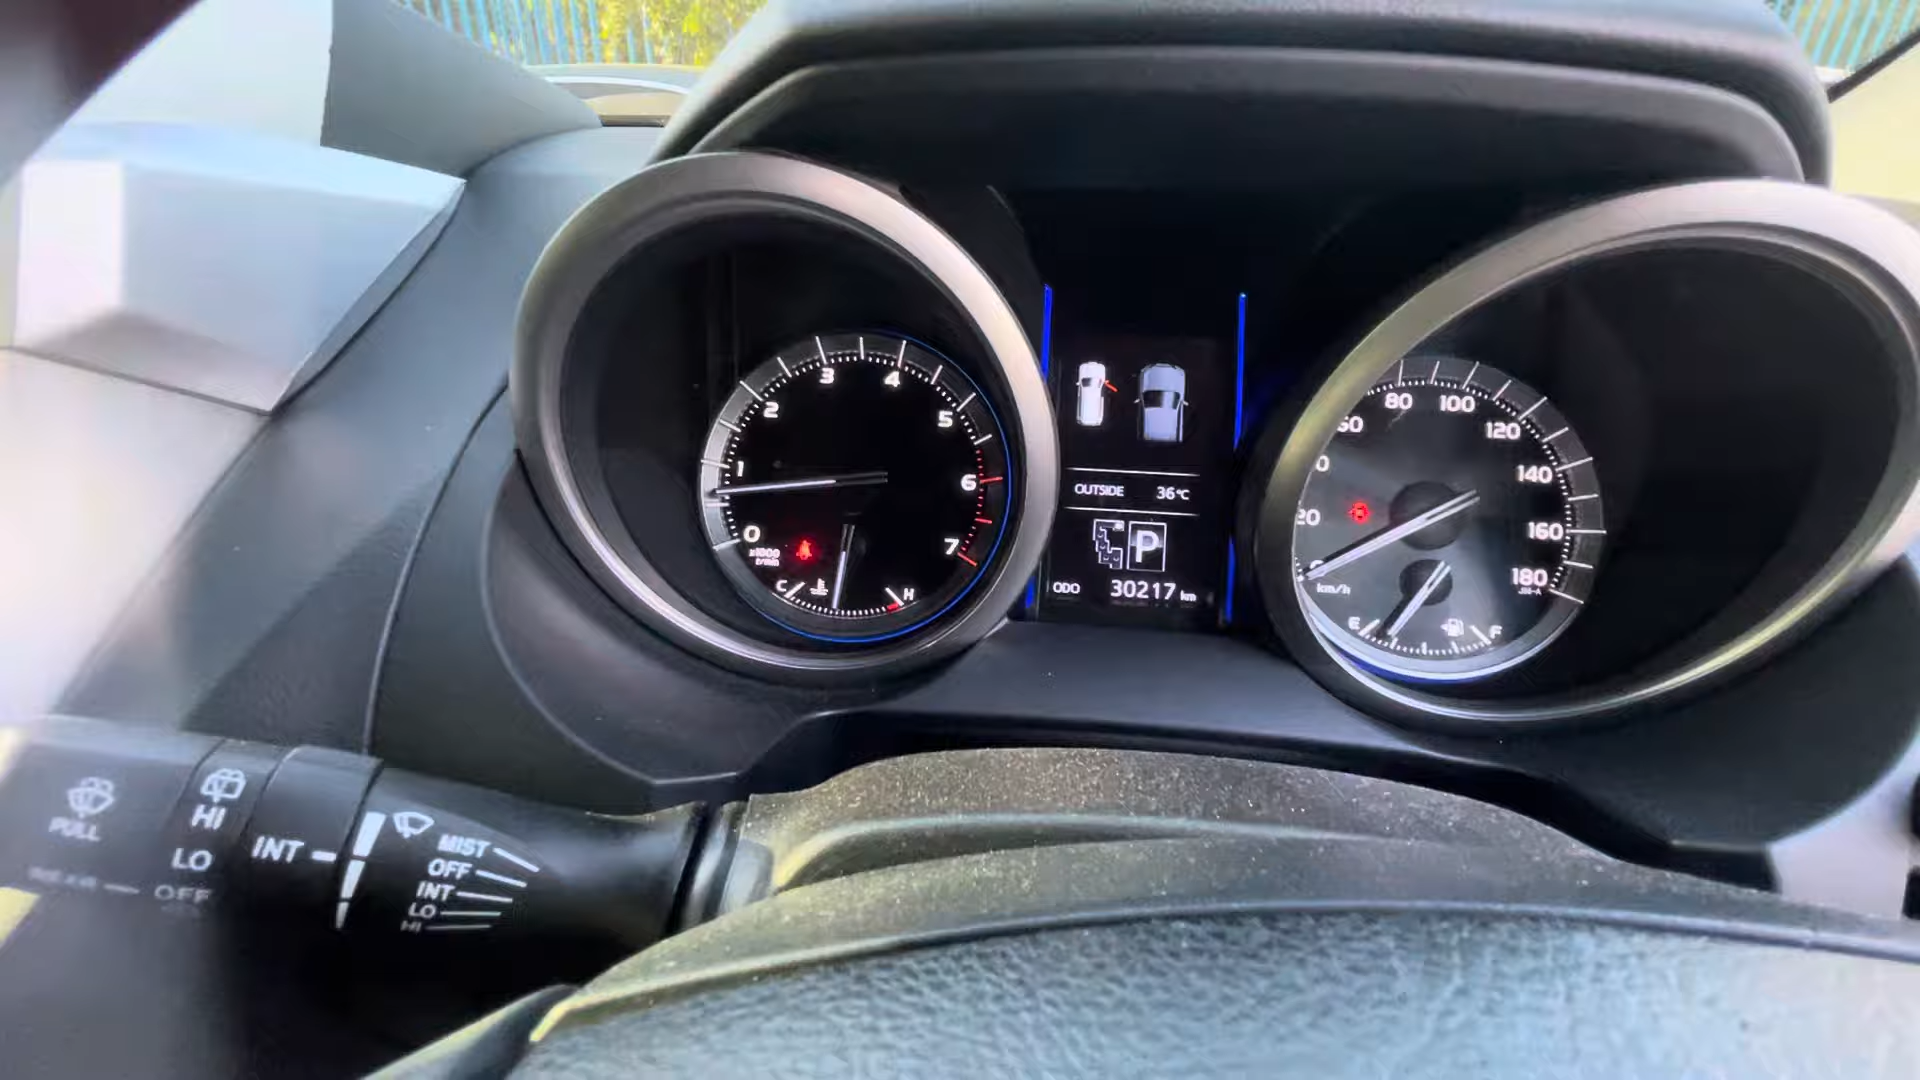 3
4
2
5
1
6
0
7
x1000
r/min
C
H
OUTSIDE 36°C
P
ODO 30217 km
80
100
120
140
20
160
180
km/h
E
F
PULL
HI
LO
OFF
INT
MIST
OFF
INT
LO
HI